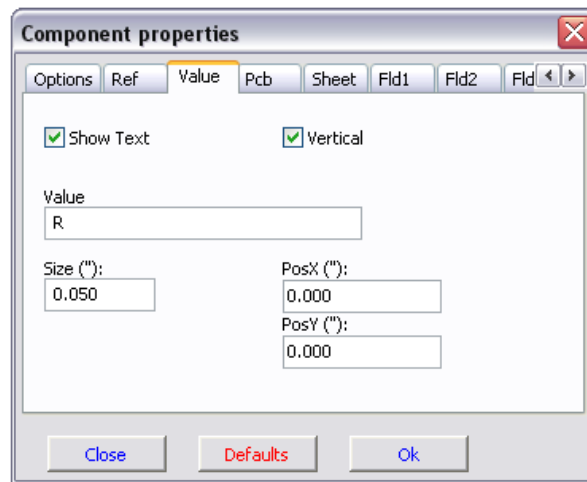 Component properties
Options Ref Value Pcb Sheet Fld1 Fld2 Fld
Show Text Vertical
Value
R
Size ("): PosX ("):
0.050 0.000
PosY ("):
0.000
Close Defaults Ok